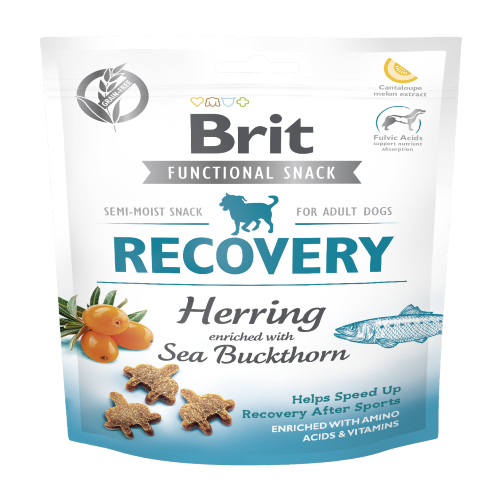 GRAIN-FREE
Cantaloupe
melon extract
Brit
Fulvic Acids
support nutrient
absorption
FUNCTIONAL SNACK
SEMI-MOIST SNACK
FOR ADULT DOGS
RECOVERY
Herring
enriched with
Sea Buckthorn
Helps Speed Up
Recovery After Sports
ENRICHED WITH AMINO
ACIDS & VITAMINS